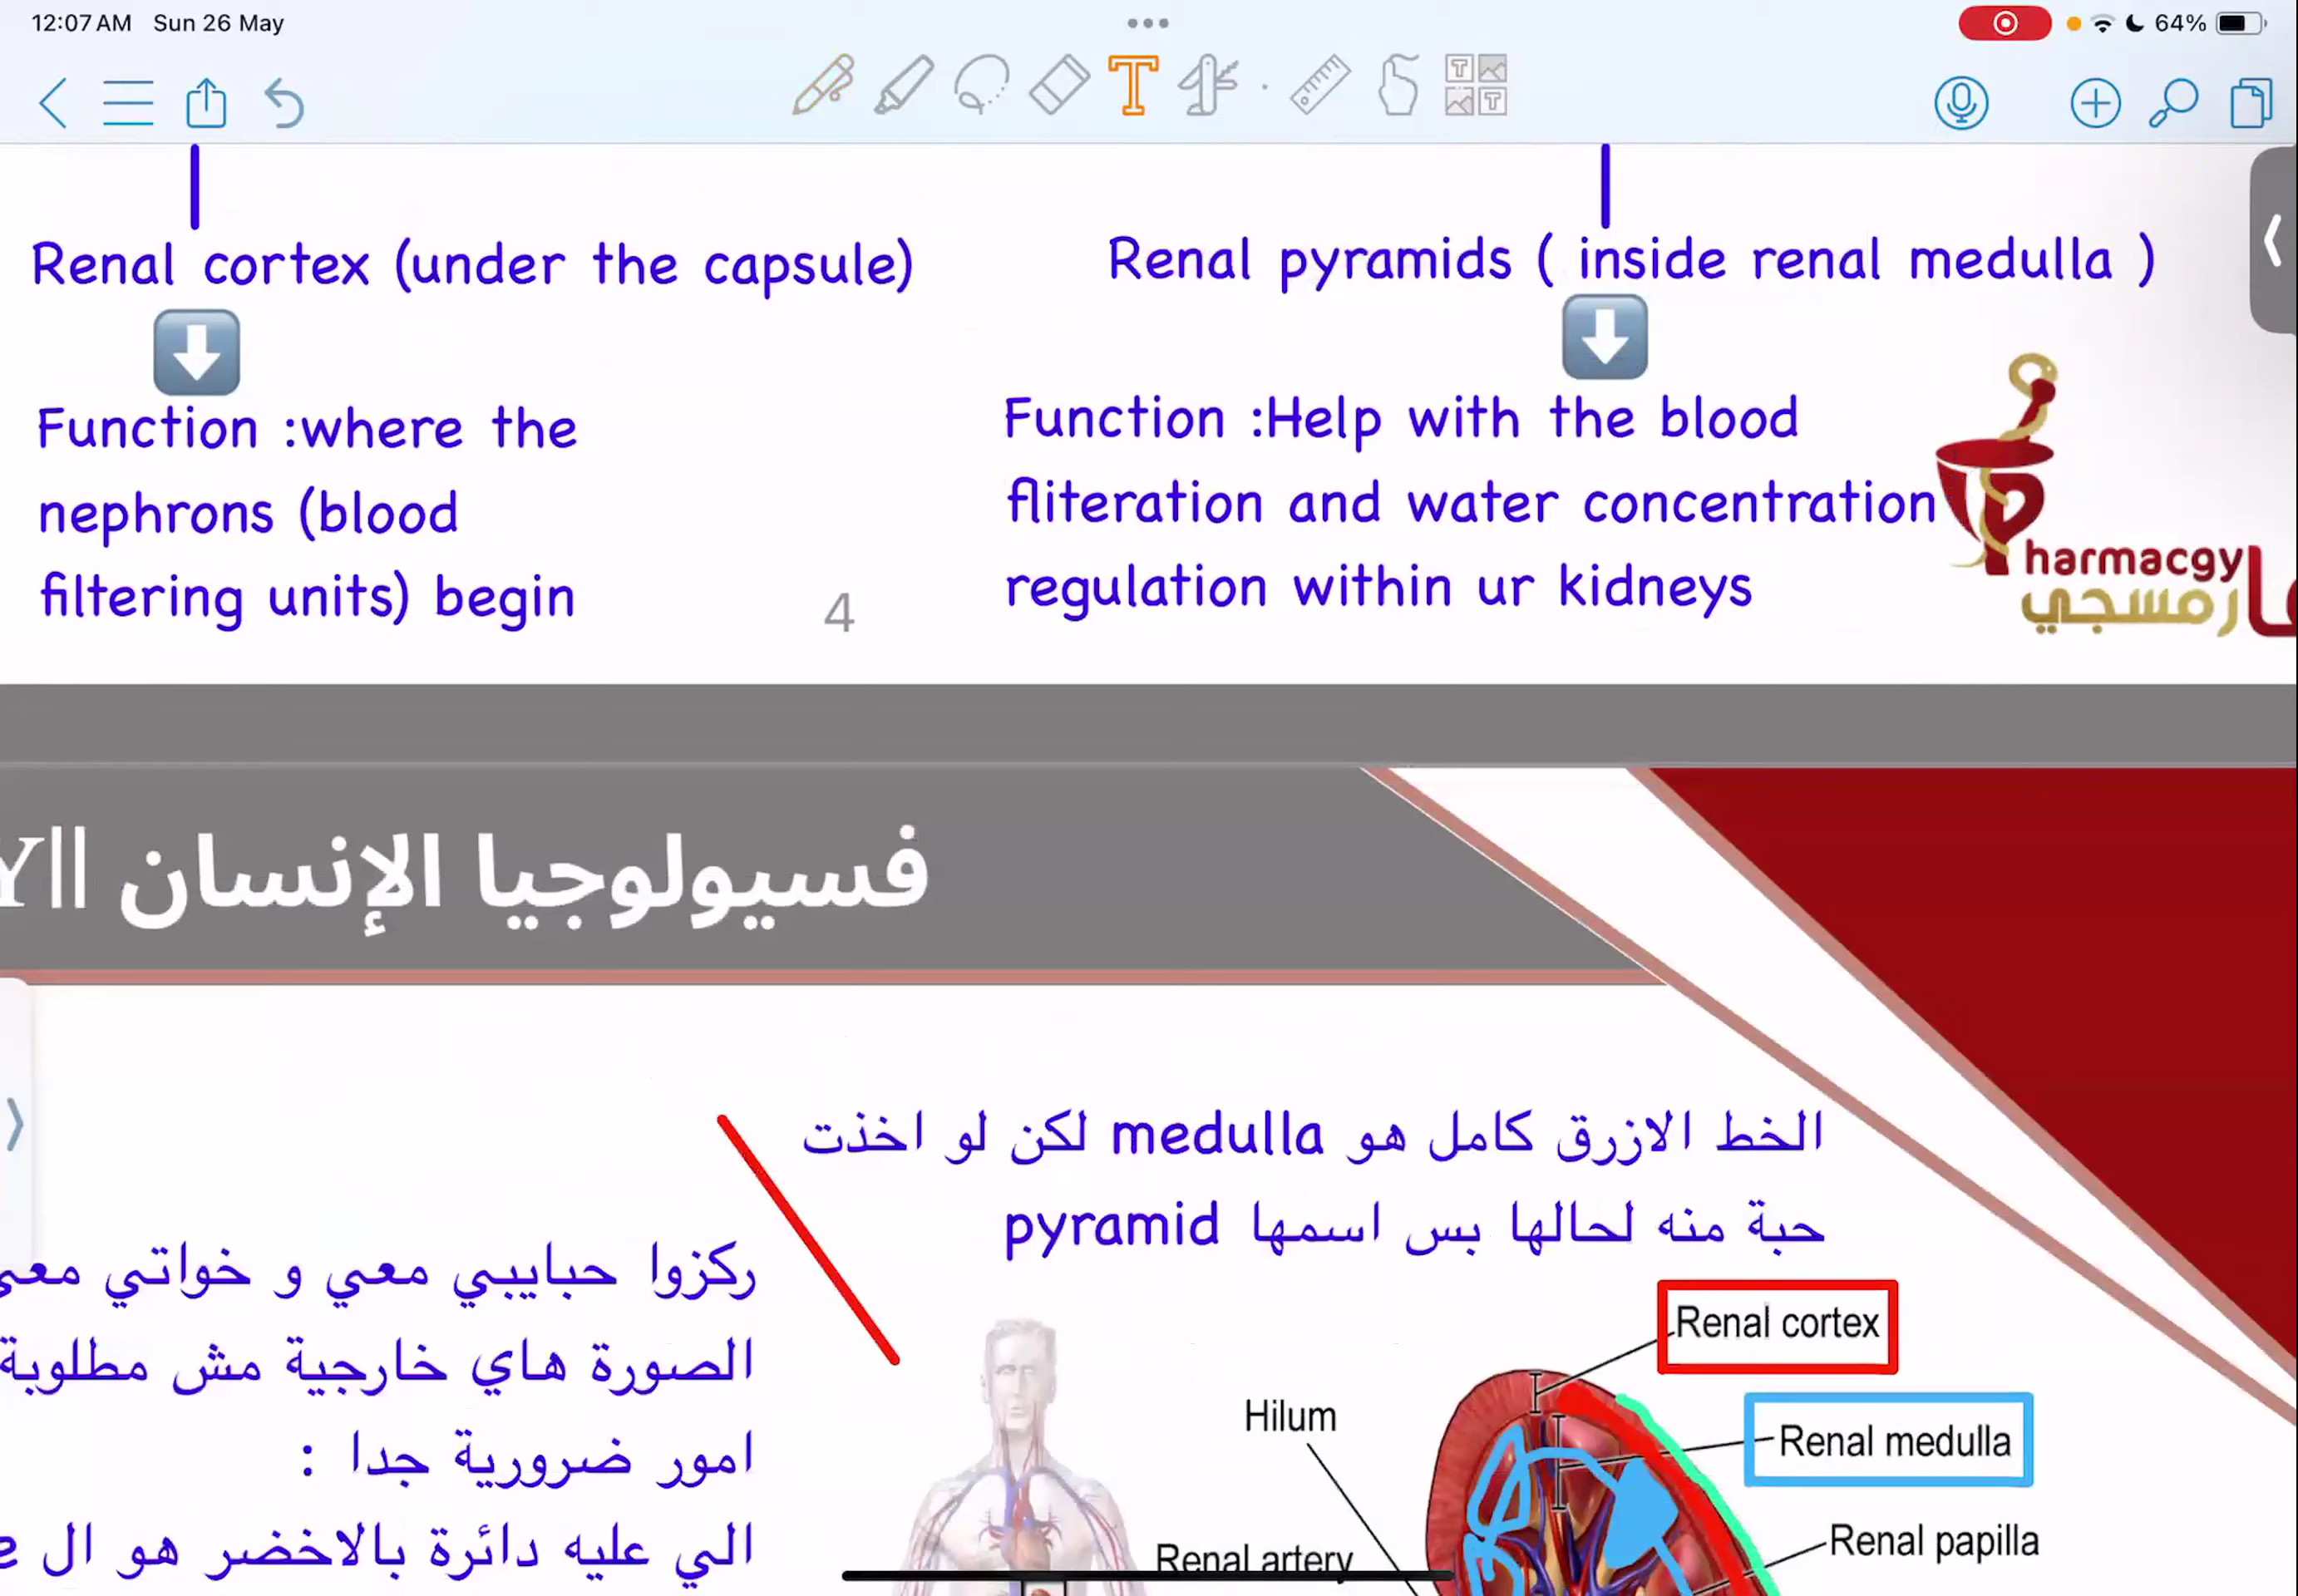 12:07 AM Sun 26 May
64%
Renal cortex (under the capsule)
Function :where the
nephrons (blood
filtering units) begin
4
Renal pyramids ( inside renal medulla )
Function :Help with the blood
fliteration and water concentration
regulation within ur kidneys
harmacgy
ارمسجي
فسيولوجيا الإنسان Y||
الخط الازرق كامل هو medulla لكن لو اخذت
حبة منه لحالها بس اسمها pyramid
ركزوا حبايبي معي و خواتي
الصورة هاي خارجية مش مطلوبة
امور ضرورية جدا :
الي عليه دائرة بالاخضر هو ال
Renal cortex
Hilum
Renal medulla
Renal papilla
Renal artery